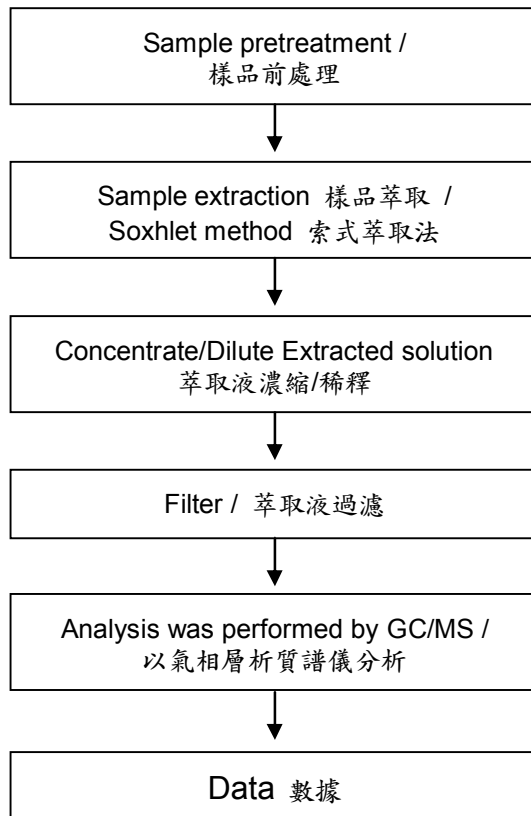 Sample pretreatment /
樣品前處理
Sample extraction 樣品萃取 /
Soxhlet method 索式萃取法
Concentrate/Dilute Extracted solution
萃取液濃縮/稀釋
Filter / 萃取液過濾
Analysis was performed by GC/MS /
以氣相層析質譜儀分析
Data 數據